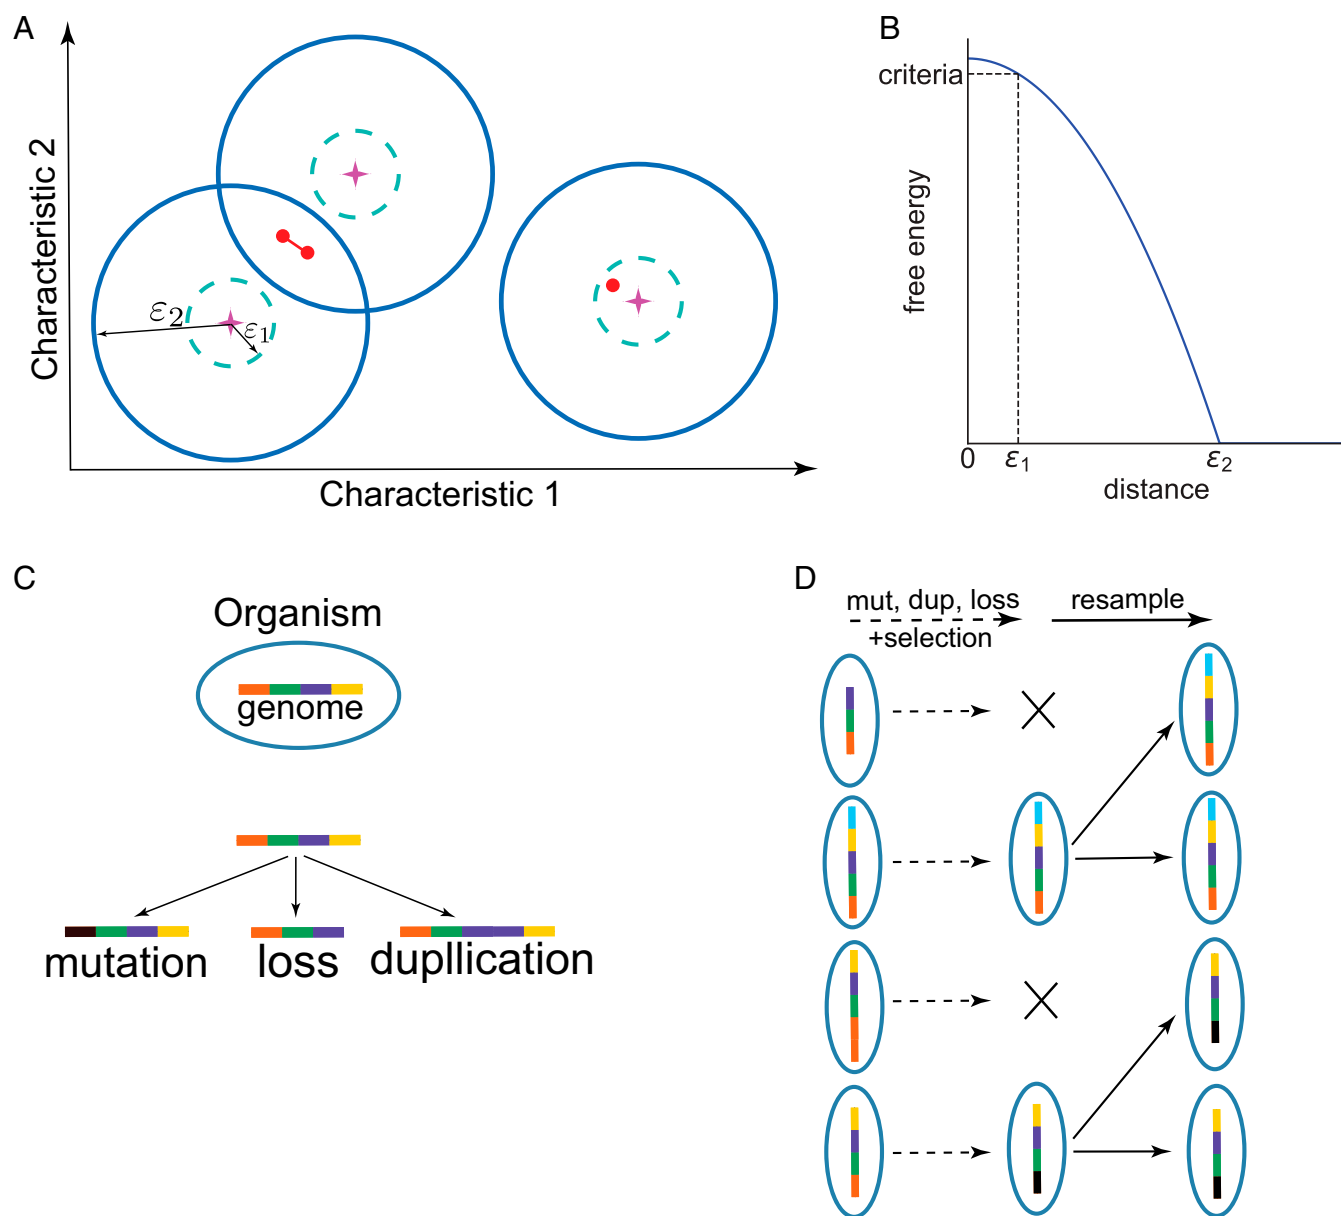 A
Characteristic 2
ε2
ε1
Characteristic 1
B
criteria
free energy
0
ε1
ε2
distance
C
Organism
genome
mutation
loss
dupllication
D
mut, dup, loss
+selection
resample